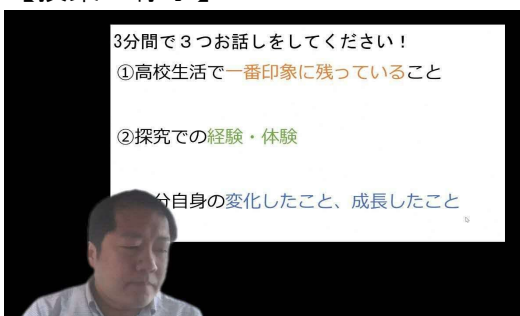 3分間で3つお話しをしてください！
①高校生活で一番印象に残っていること
②探究での経験・体験
分自身の変化したこと、成長したこと